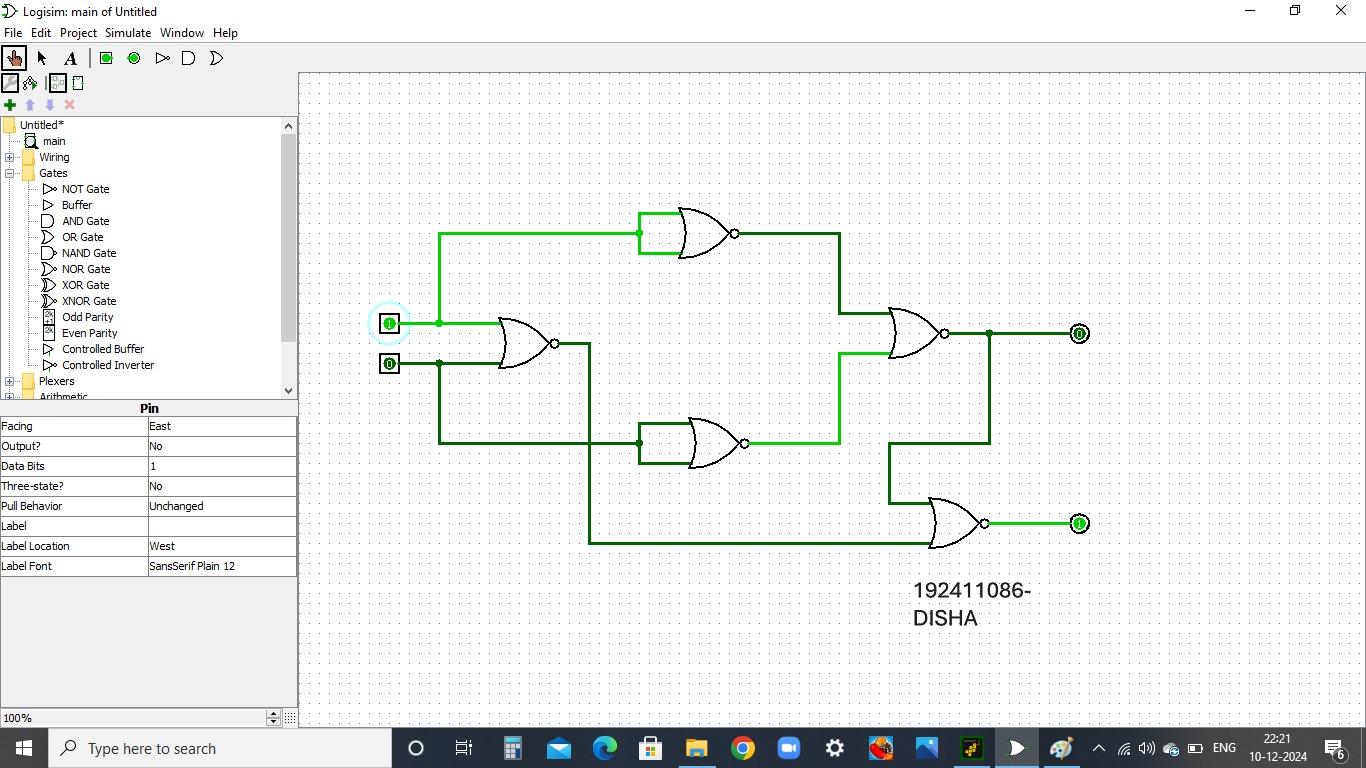 Logisim: main of Untitled
File Edit Project Simulate Window Help
A
Untitled*
main
Wiring
Gates
NOT Gate
Buffer
AND Gate
OR Gate
NAND Gate
NOR Gate
XOR Gate
XNOR Gate
Odd Parity
Even Parity
Controlled Buffer
Controlled Inverter
Plexers
Arithmetic
Pin
Facing East
Output? No
Data Bits 1
Three-state? No
Pull Behavior Unchanged
Label
Label Location West
Label Font SansSerif Plain 12
100%
1
0
0
1
192411086-
DISHA
Type here to search
ENG
22:21
10-12-2024
6